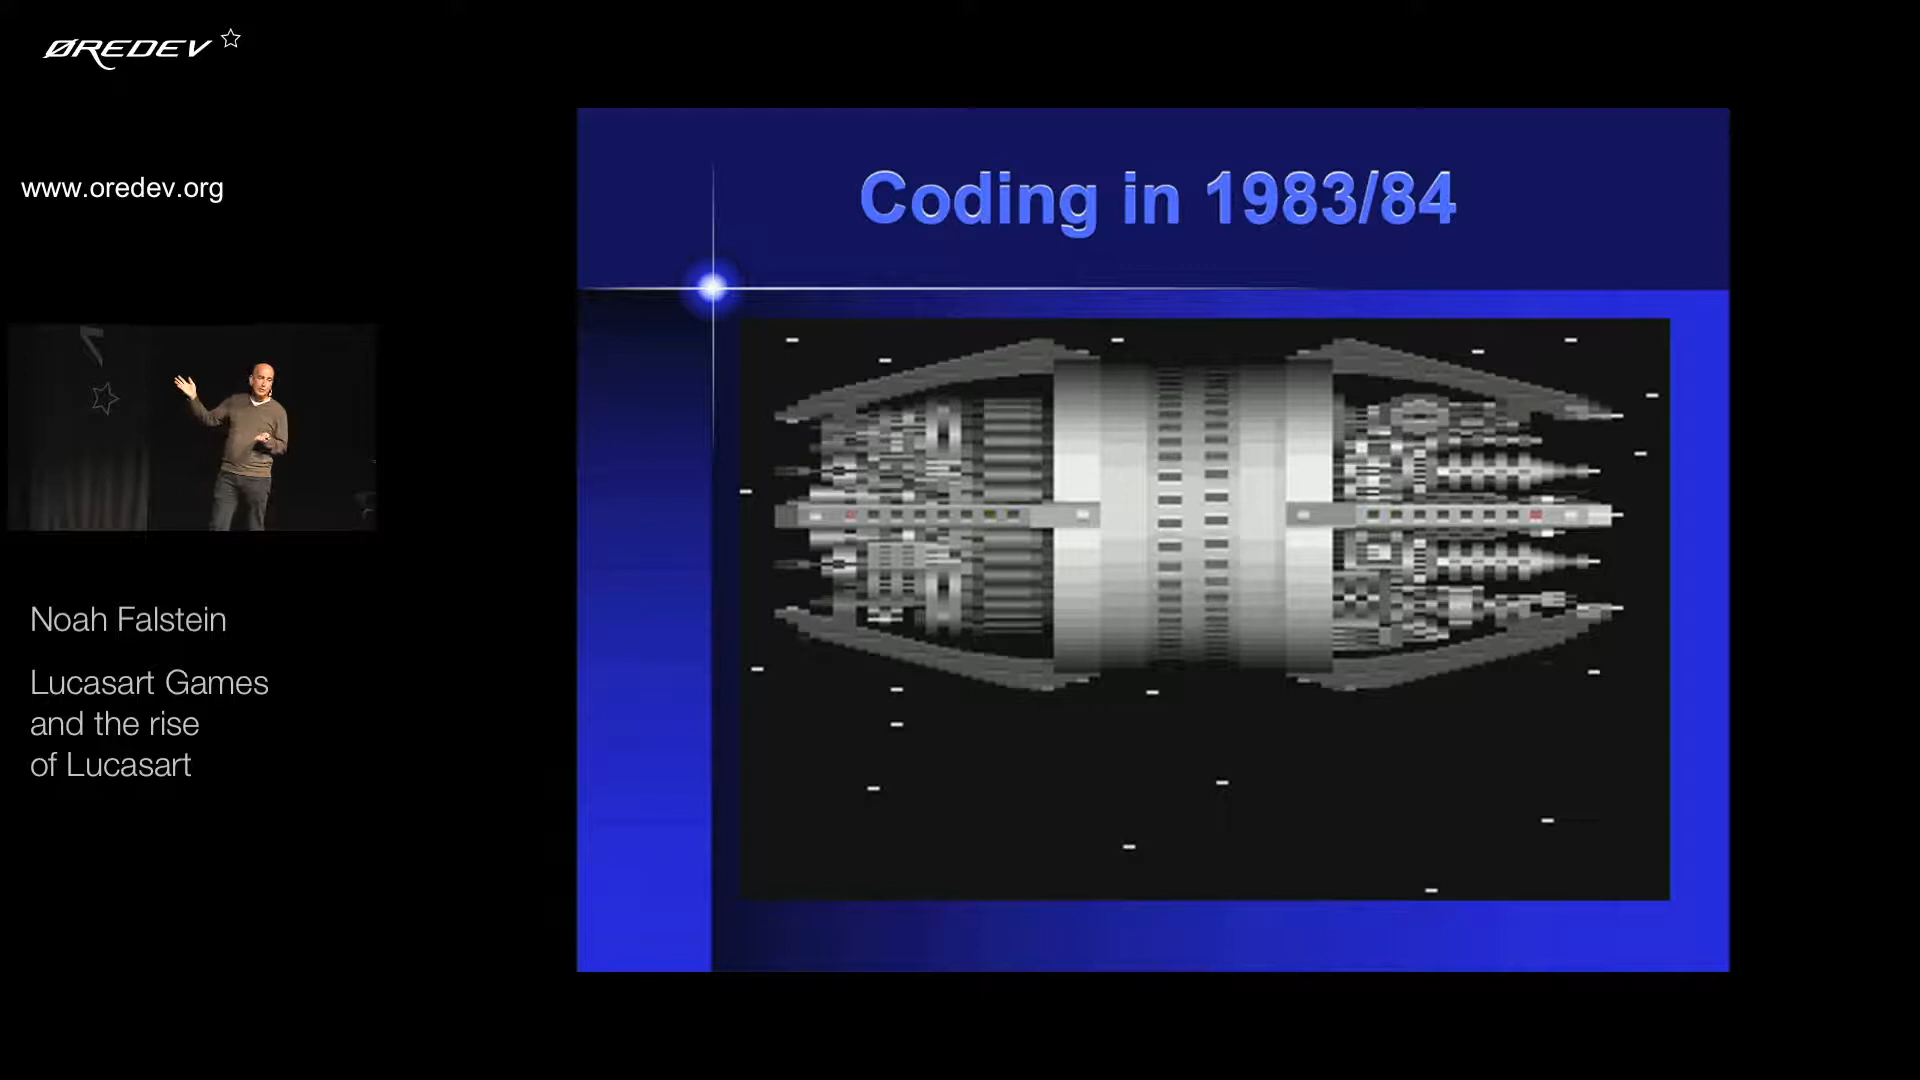 ØREDEV
www.oredev.org
Coding in 1983/84
Noah Falstein
Lucasart Games
and the rise
of Lucasart